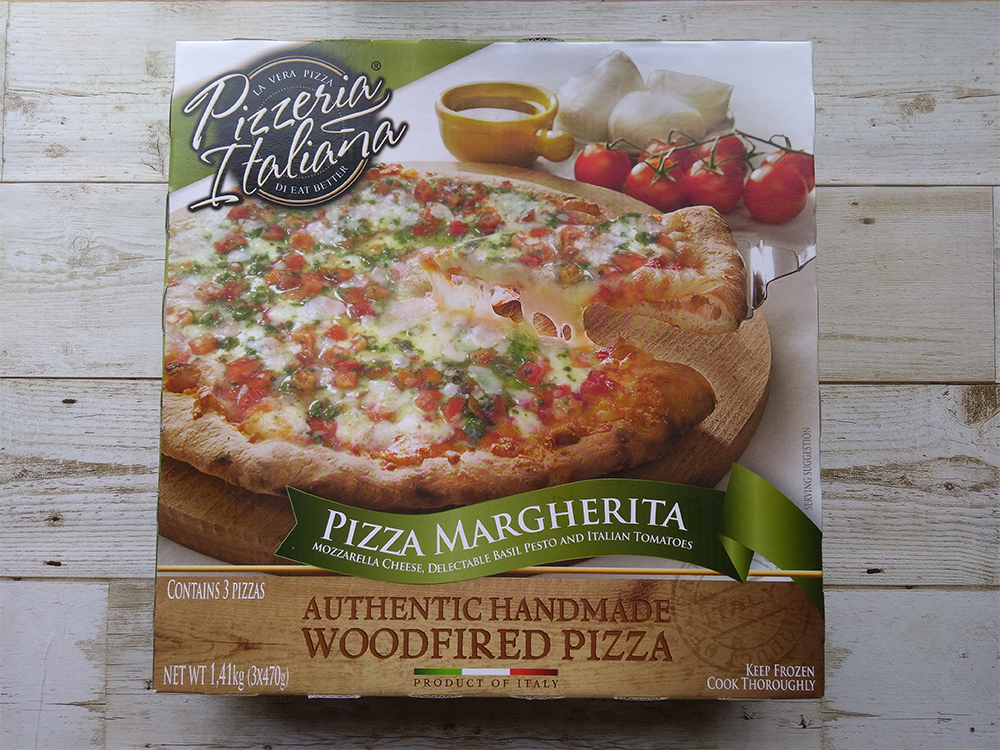 LA VERA PIZZA
Pizzeria
Italiana®
DI EAT BETTER
SERVING SUGGESTION
PIZZA MARGHERITA
MOZZARELLA CHEESE, DELECTABLE BASIL PESTO AND ITALIAN TOMATOES
CONTAINS 3 PIZZAS
AUTHENTIC HANDMADE
WOODFIRED PIZZA
NET WT 1,41kg (3x470g)
PRODUCT OF ITALY
KEEP FROZEN
COOK THOROUGHLY